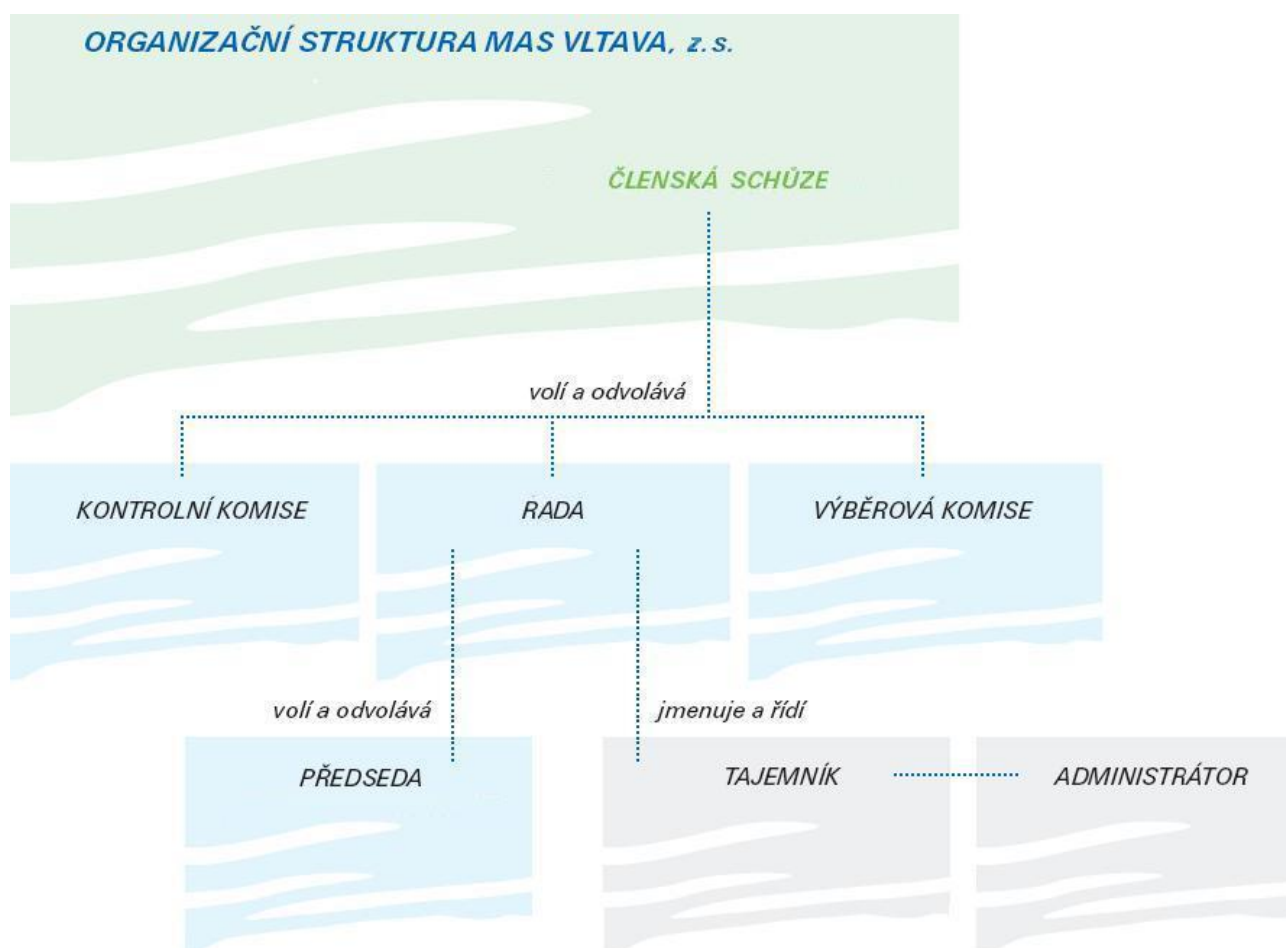 ORGANIZAČNÍ STRUKTURA MAS VLTAVA, z.s.
ČLENSKÁ SCHŮZE
volí a odvolává
KONTROLNÍ KOMISE
RADA
VÝBĚROVÁ KOMISE
volí a odvolává
jmenuje a řídí
PŘEDSEDA
TAJEMNÍK
ADMINISTRÁTOR